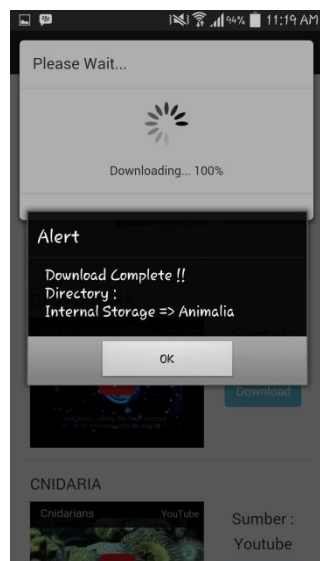 94% 11:19 AM
Please Wait...
Downloading... 100%
Alert
Download Complete !!
Directory :
Internal Storage => Animalia
OK
Download
CNIDARIA
Cnidarians YouTube
Sumber :
Youtube